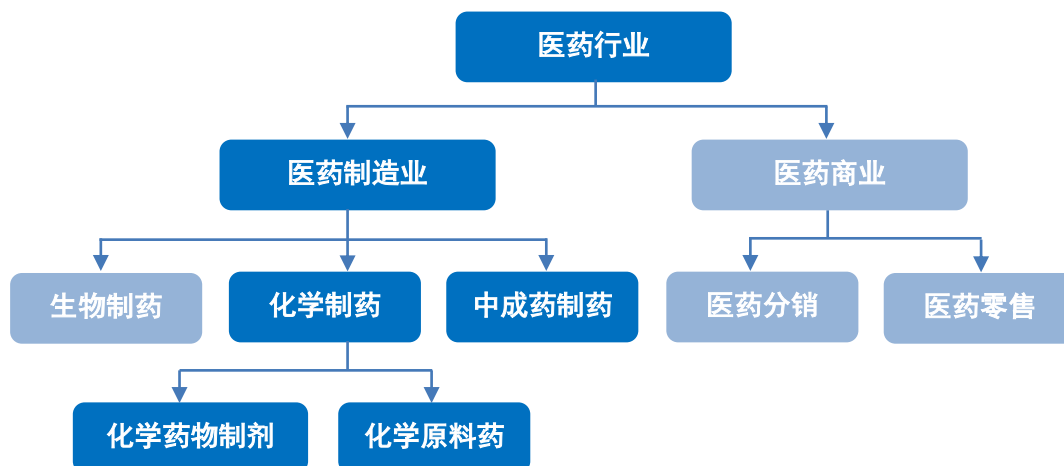 医药行业
医药制造业
医药商业
生物制药
化学制药
中成药制药
医药分销
医药零售
化学药物制剂
化学原料药